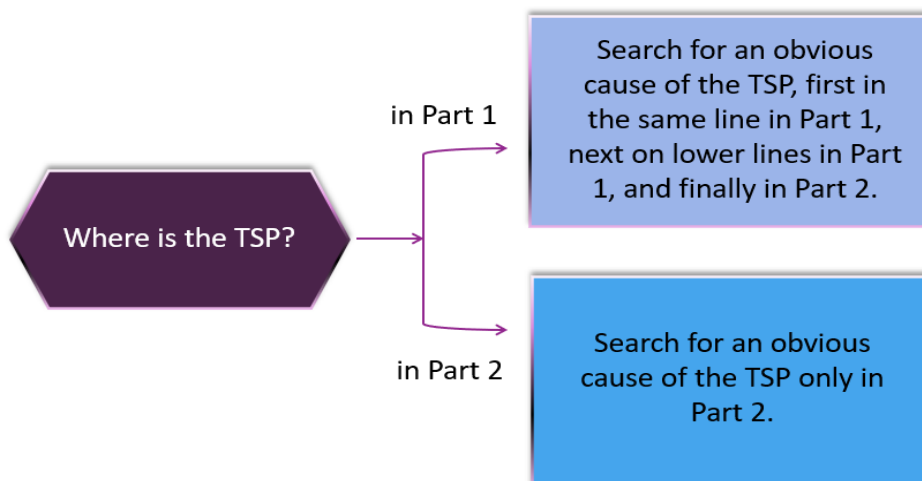 Where is the TSP?
in Part 1
Search for an obvious
cause of the TSP, first in
the same line in Part 1,
next on lower lines in Part
1, and finally in Part 2.
in Part 2
Search for an obvious
cause of the TSP only in
Part 2.